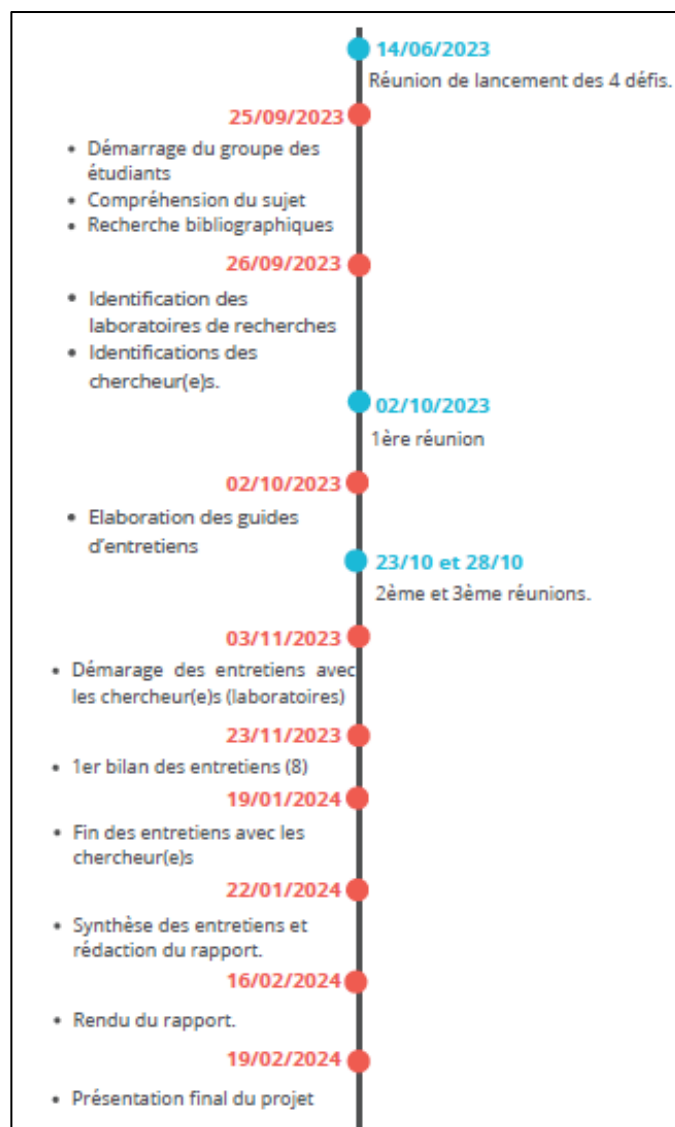 14/06/2023
Réunion de lancement des 4 défis.
25/09/2023
• Démarrage du groupe des
étudiants
• Compréhension du sujet
• Recherche bibliographiques
26/09/2023
• Identification des
laboratoires de recherches
• Identifications des
chercheur(e)s.
02/10/2023
1ère réunion
02/10/2023
• Elaboration des guides
d'entretiens
23/10 et 28/10
2ème et 3ème réunions.
03/11/2023
• Démarage des entretiens avec
les chercheur(e)s (laboratoires)
23/11/2023
• 1er bilan des entretiens (8)
19/01/2024
• Fin des entretiens avec les
chercheur(e)s
22/01/2024
• Synthèse des entretiens et
rédaction du rapport.
16/02/2024
• Rendu du rapport.
19/02/2024
• Présentation final du projet